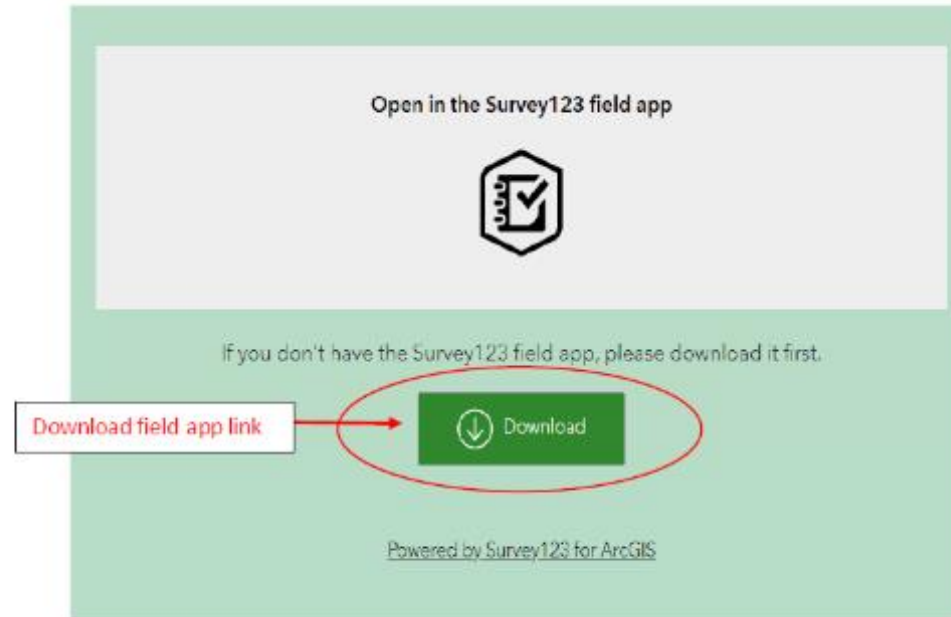 Open in the Survey123 field app
If you don't have the Survey123 field app, please download it first.
Download field app link
Download
Powered by Survey123 for ArcGIS